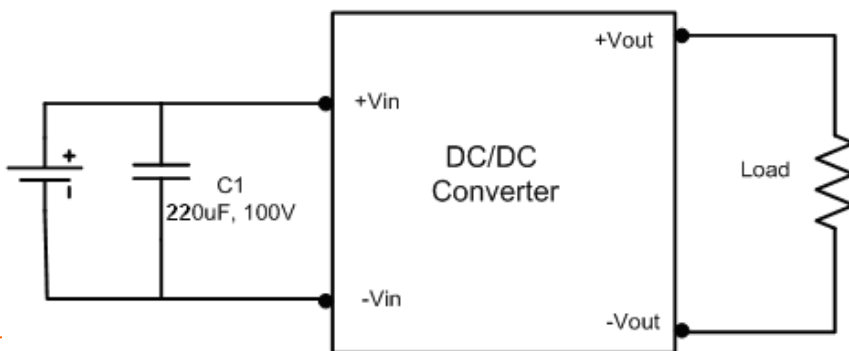 +Vout
+Vin
DC/DC
Converter
Load
+
-
C1
220uF, 100V
-Vin
-Vout